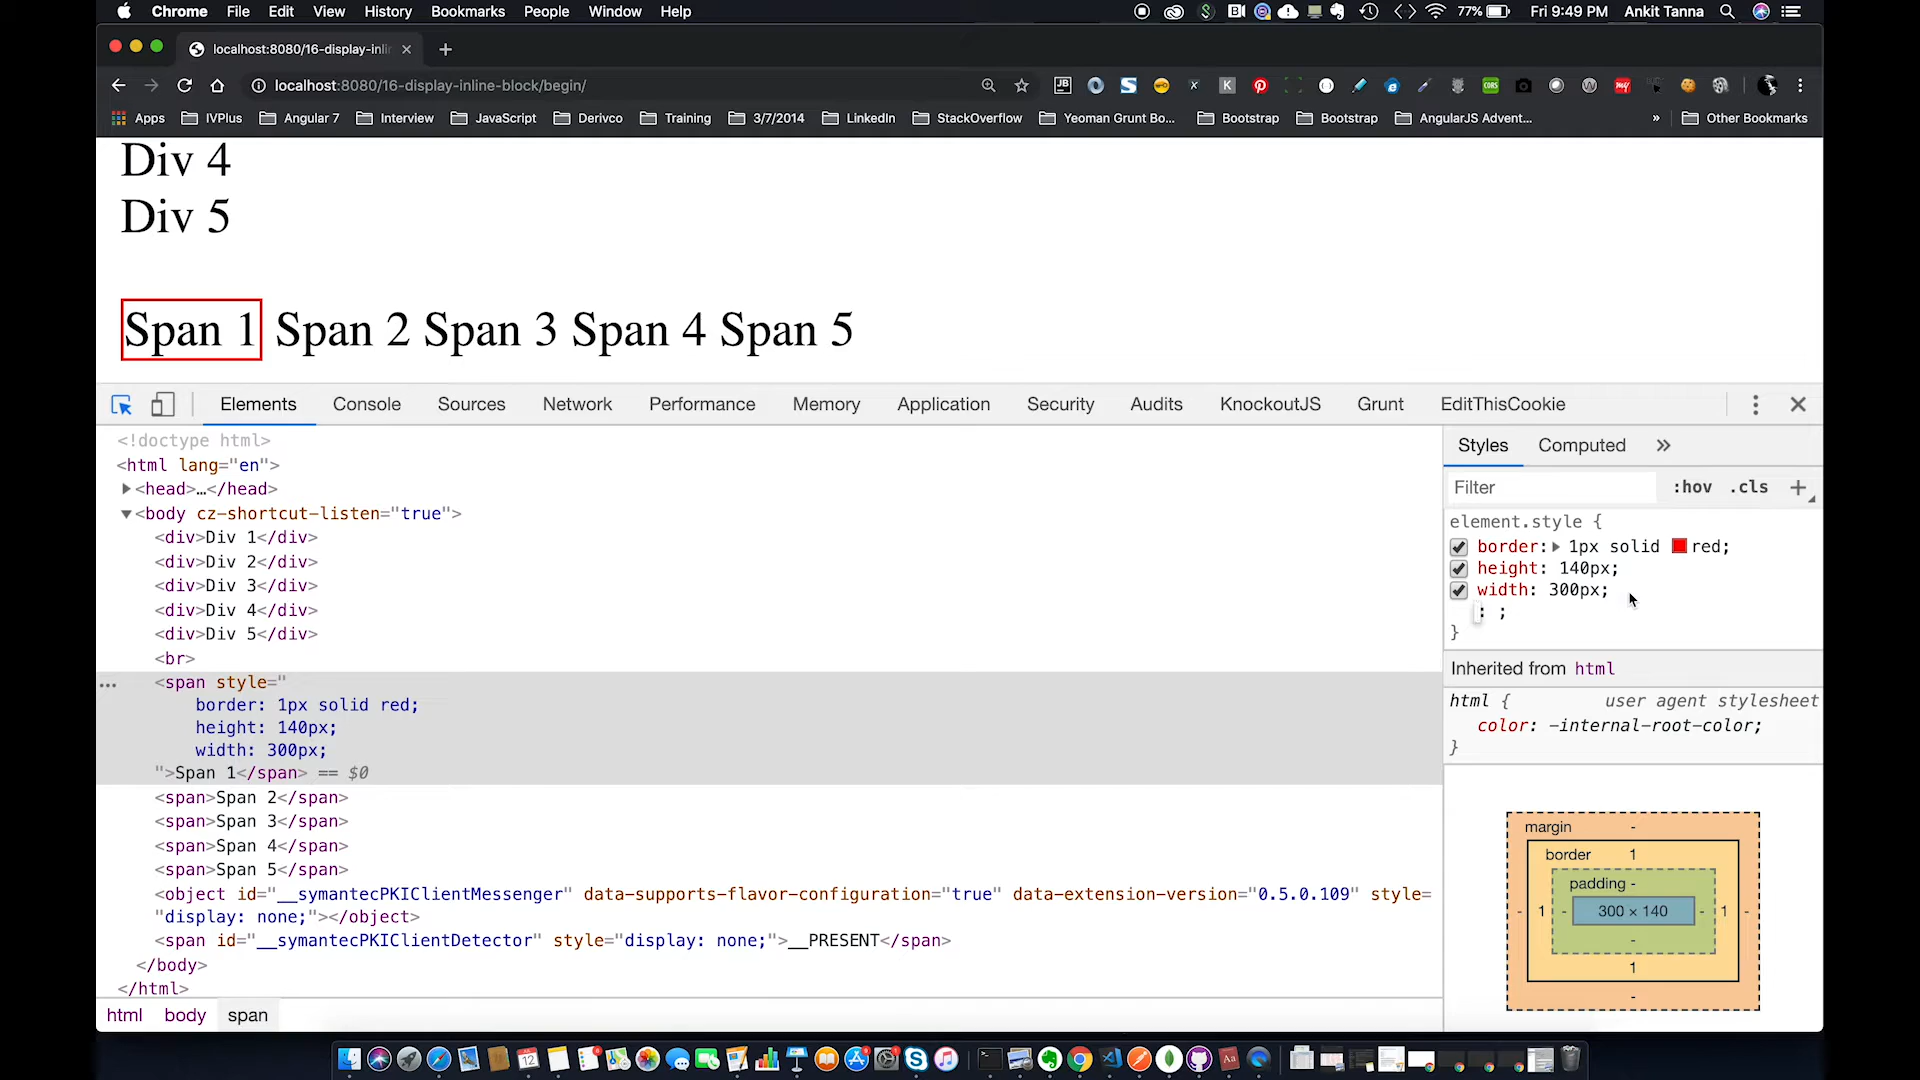 Chrome File Edit View History Bookmarks People Window Help 77% Fri 9:49 PM Ankit Tanna
localhost:8080/16-display-inli
localhost:8080/16-display-inline-block/begin/
Apps IVPlus Angular 7 Interview JavaScript Derivco Training 3/7/2014 LinkedIn StackOverflow Yeoman Grunt Bo... Bootstrap Bootstrap AngularJS Advent... » Other Bookmarks
Div 4
Div 5
Span 1 Span 2 Span 3 Span 4 Span 5
Elements Console Sources Network Performance Memory Application Security Audits KnockoutJS Grunt EditThisCookie
<!doctype html>
<html lang="en">
<head>…</head>
<body cz-shortcut-listen="true">
<div>Div 1</div>
<div>Div 2</div>
<div>Div 3</div>
<div>Div 4</div>
<div>Div 5</div>
<br>
<span style="
border: 1px solid red;
height: 140px;
width: 300px;
">Span 1</span> == $0
<span>Span 2</span>
<span>Span 3</span>
<span>Span 4</span>
<span>Span 5</span>
<object id="__symantecPKIClientMessenger" data-supports-flavor-configuration="true" data-extension-version="0.5.0.109" style=
"display: none;"></object>
<span id="__symantecPKIClientDetector" style="display: none;">__PRESENT</span>
</body>
</html>
html body span
Styles Computed »
Filter :hov .cls +
element.style {
border: 1px solid red;
height: 140px;
width: 300px;
: ;
}
Inherited from html
html { user agent stylesheet
color: -internal-root-color;
}
margin -
border 1
padding -
- 1 - 300 × 140 - 1 -
-
1
-